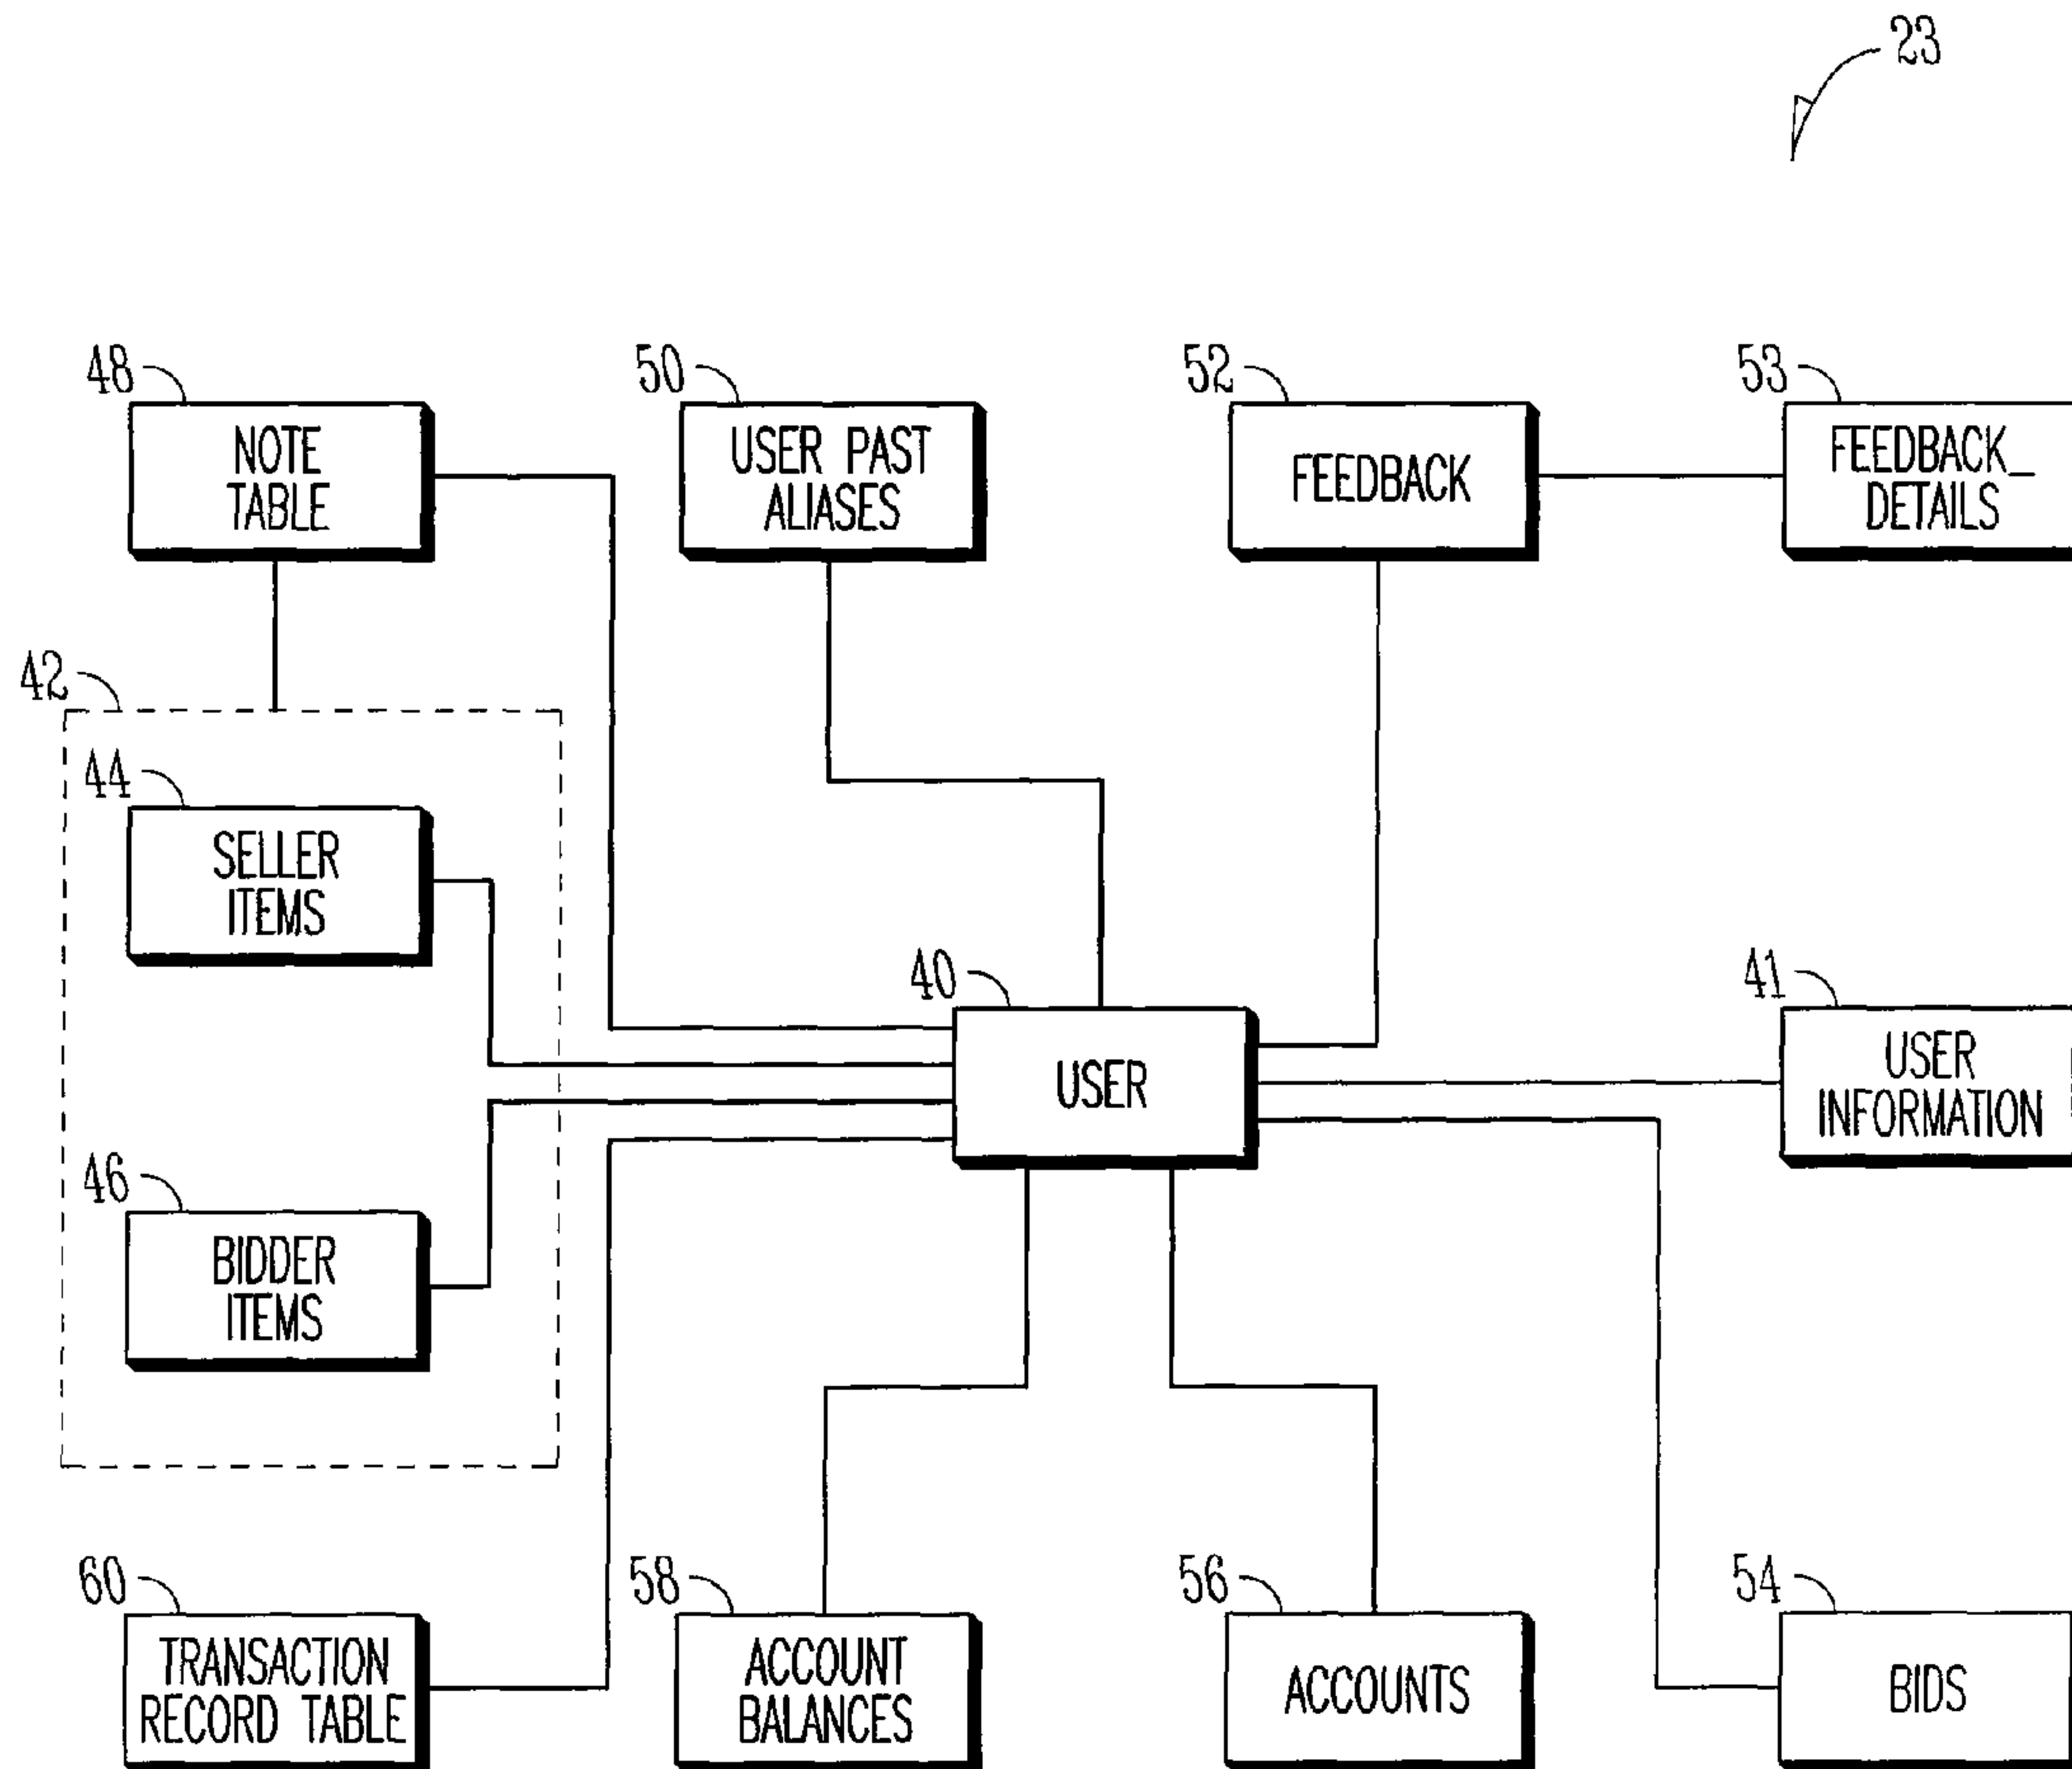 23
48
NOTE
TABLE
50
USER PAST
ALIASES
52
FEEDBACK
53
FEEDBACK_
DETAILS
42
44
SELLER
ITEMS
40
USER
41
USER
INFORMATION
46
BIDDER
ITEMS
60
TRANSACTION
RECORD TABLE
58
ACCOUNT
BALANCES
56
ACCOUNTS
54
BIDS